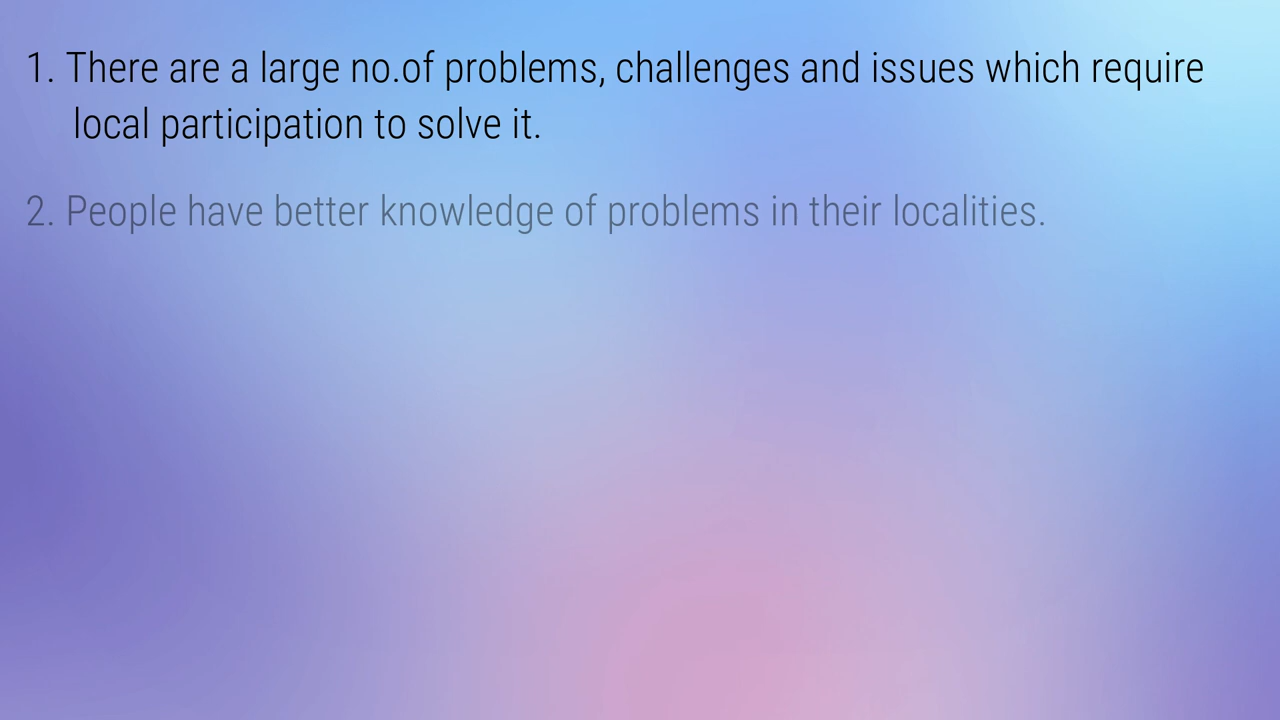 1. There are a large no.of problems, challenges and issues which require
local participation to solve it.
2. People have better knowledge of problems in their localities.